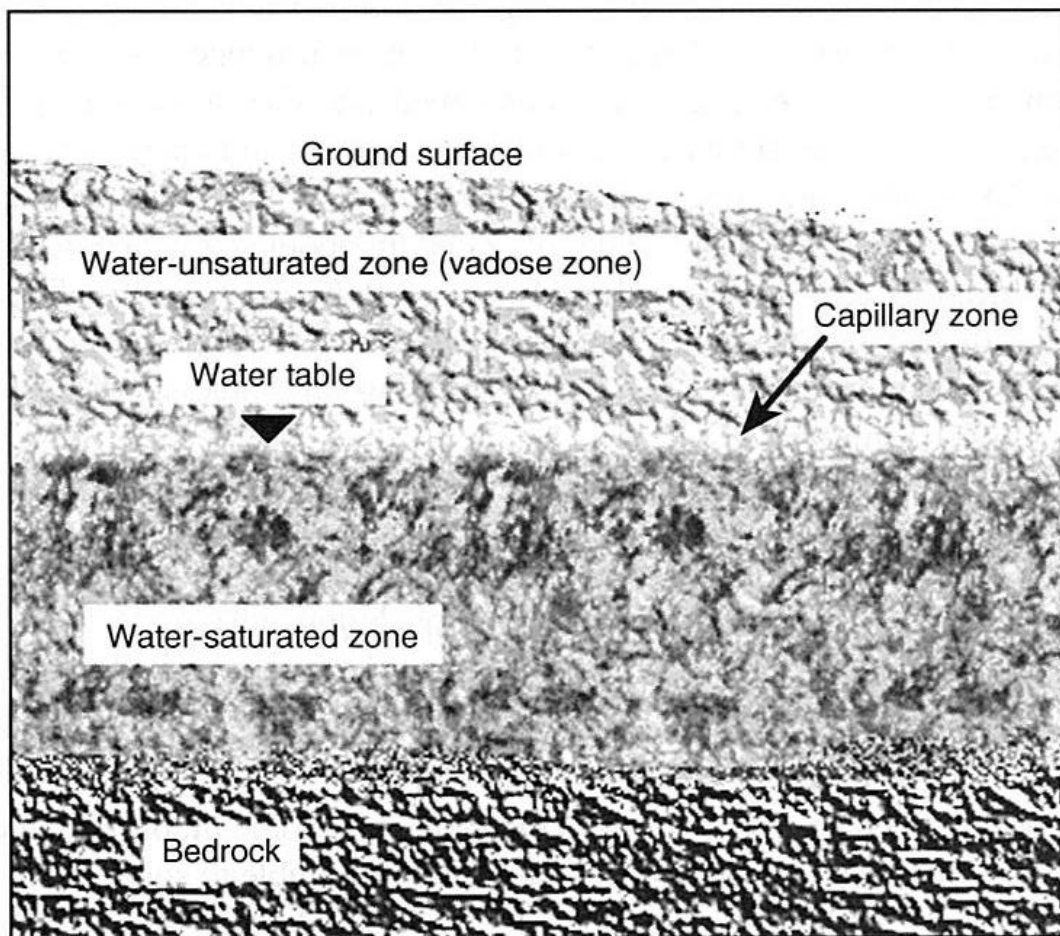 Ground surface
Water-unsaturated zone (vadose zone)
Capillary zone
Water table
Water-saturated zone
Bedrock